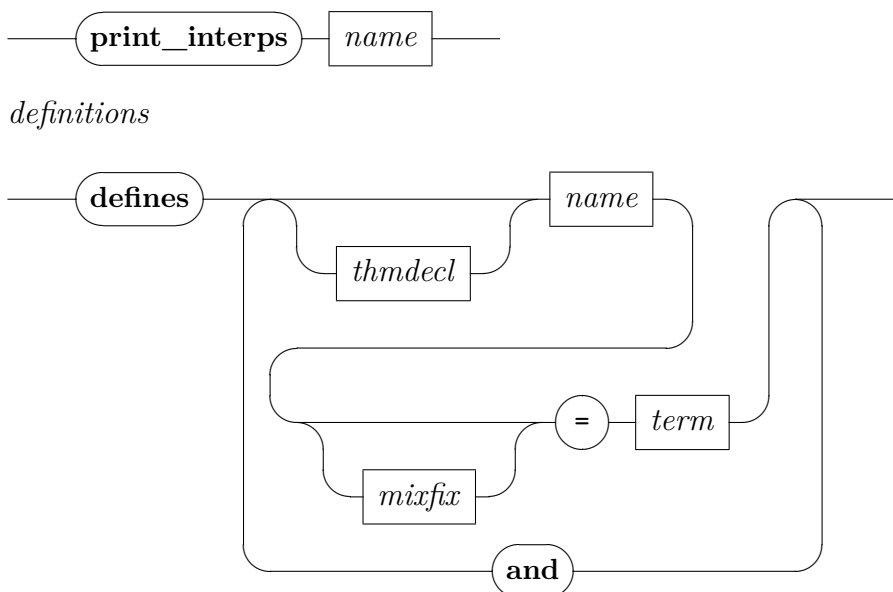 print_interps name
definitions
defines name
thmdecl
= term
mixfix
and